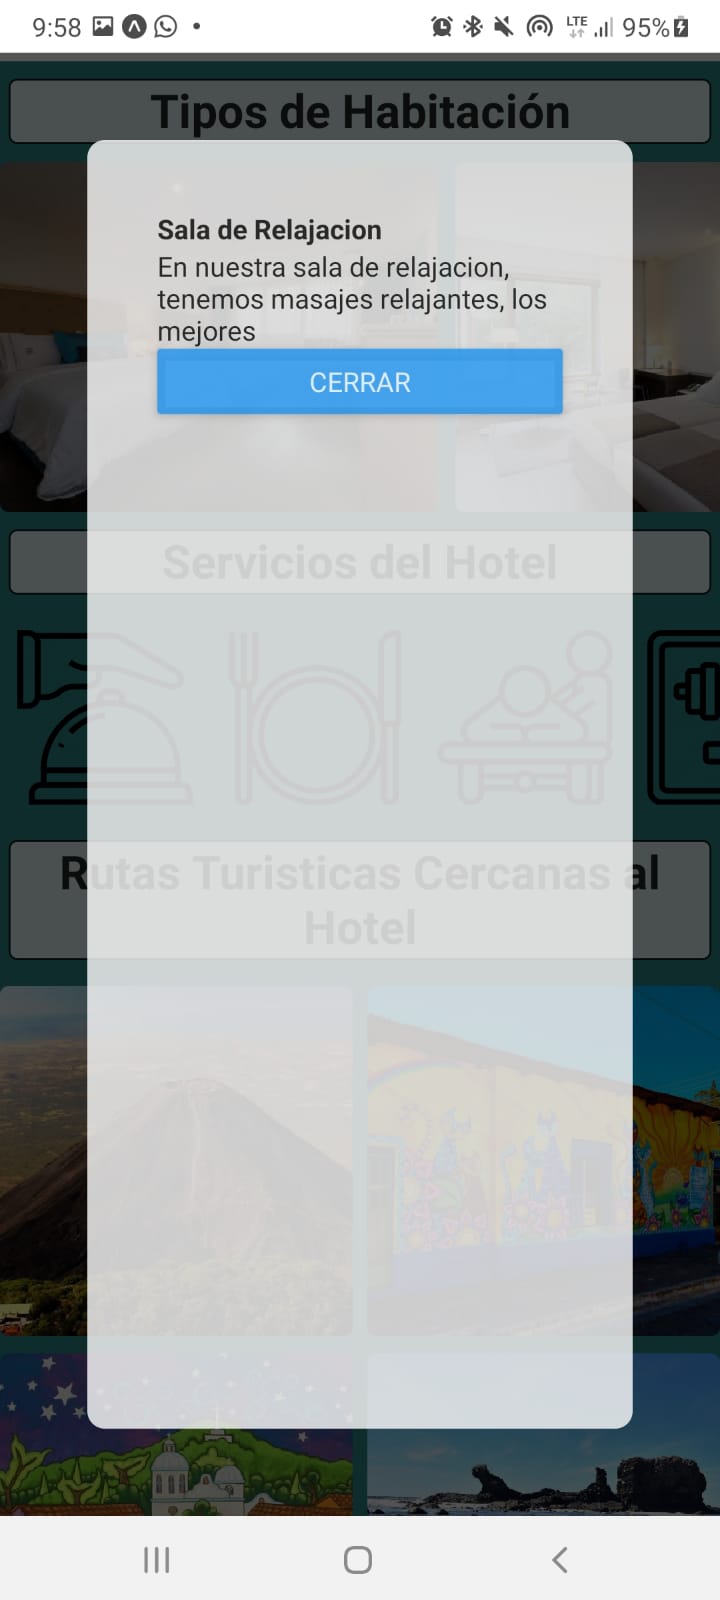 9:58
LTE
95%
Tipos de Habitación
Sala de Relajacion
En nuestra sala de relajacion,
tenemos masajes relajantes, los
mejores
CERRAR
Servicios del Hotel
Rutas Turisticas Cercanas al
Hotel